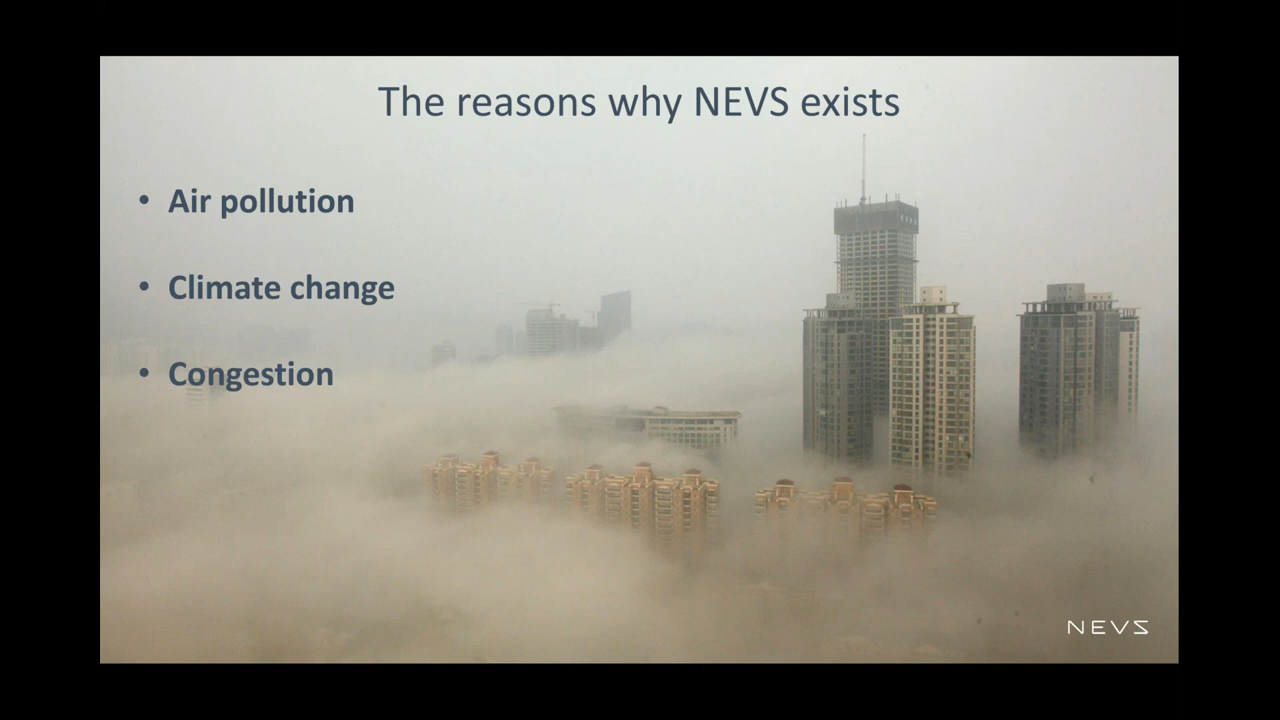 The reasons why NEVS exists
• Air pollution
• Climate change
• Congestion
NEVS